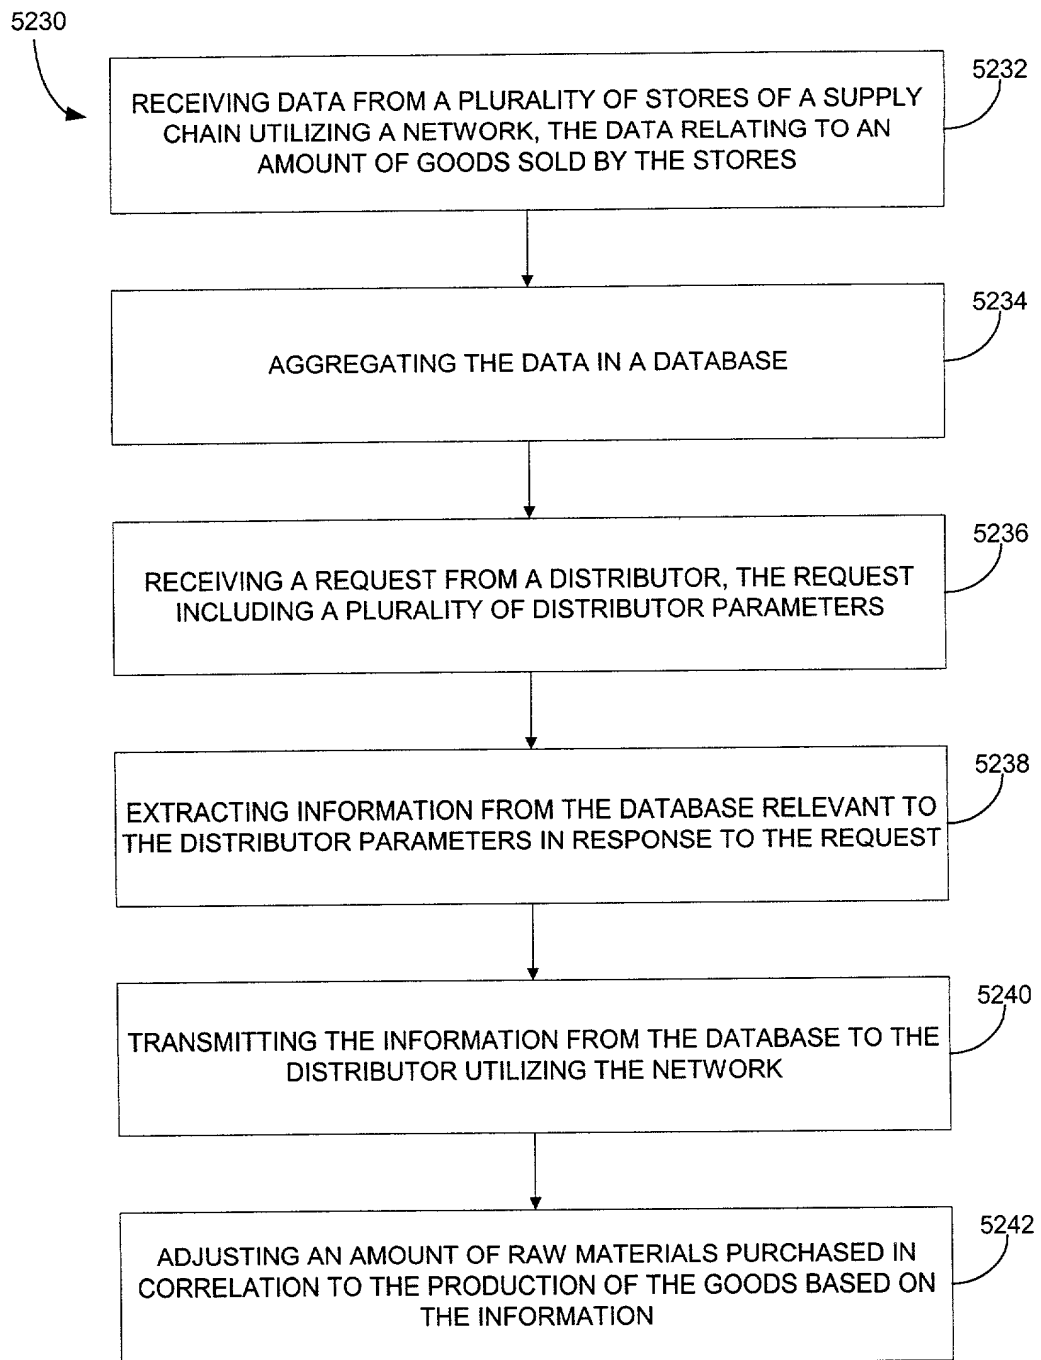 5230
5232
RECEIVING DATA FROM A PLURALITY OF STORES OF A SUPPLY
CHAIN UTILIZING A NETWORK, THE DATA RELATING TO AN
AMOUNT OF GOODS SOLD BY THE STORES
5234
AGGREGATING THE DATA IN A DATABASE
5236
RECEIVING A REQUEST FROM A DISTRIBUTOR, THE REQUEST
INCLUDING A PLURALITY OF DISTRIBUTOR PARAMETERS
5238
EXTRACTING INFORMATION FROM THE DATABASE RELEVANT TO
THE DISTRIBUTOR PARAMETERS IN RESPONSE TO THE REQUEST
5240
TRANSMITTING THE INFORMATION FROM THE DATABASE TO THE
DISTRIBUTOR UTILIZING THE NETWORK
5242
ADJUSTING AN AMOUNT OF RAW MATERIALS PURCHASED IN
CORRELATION TO THE PRODUCTION OF THE GOODS BASED ON
THE INFORMATION